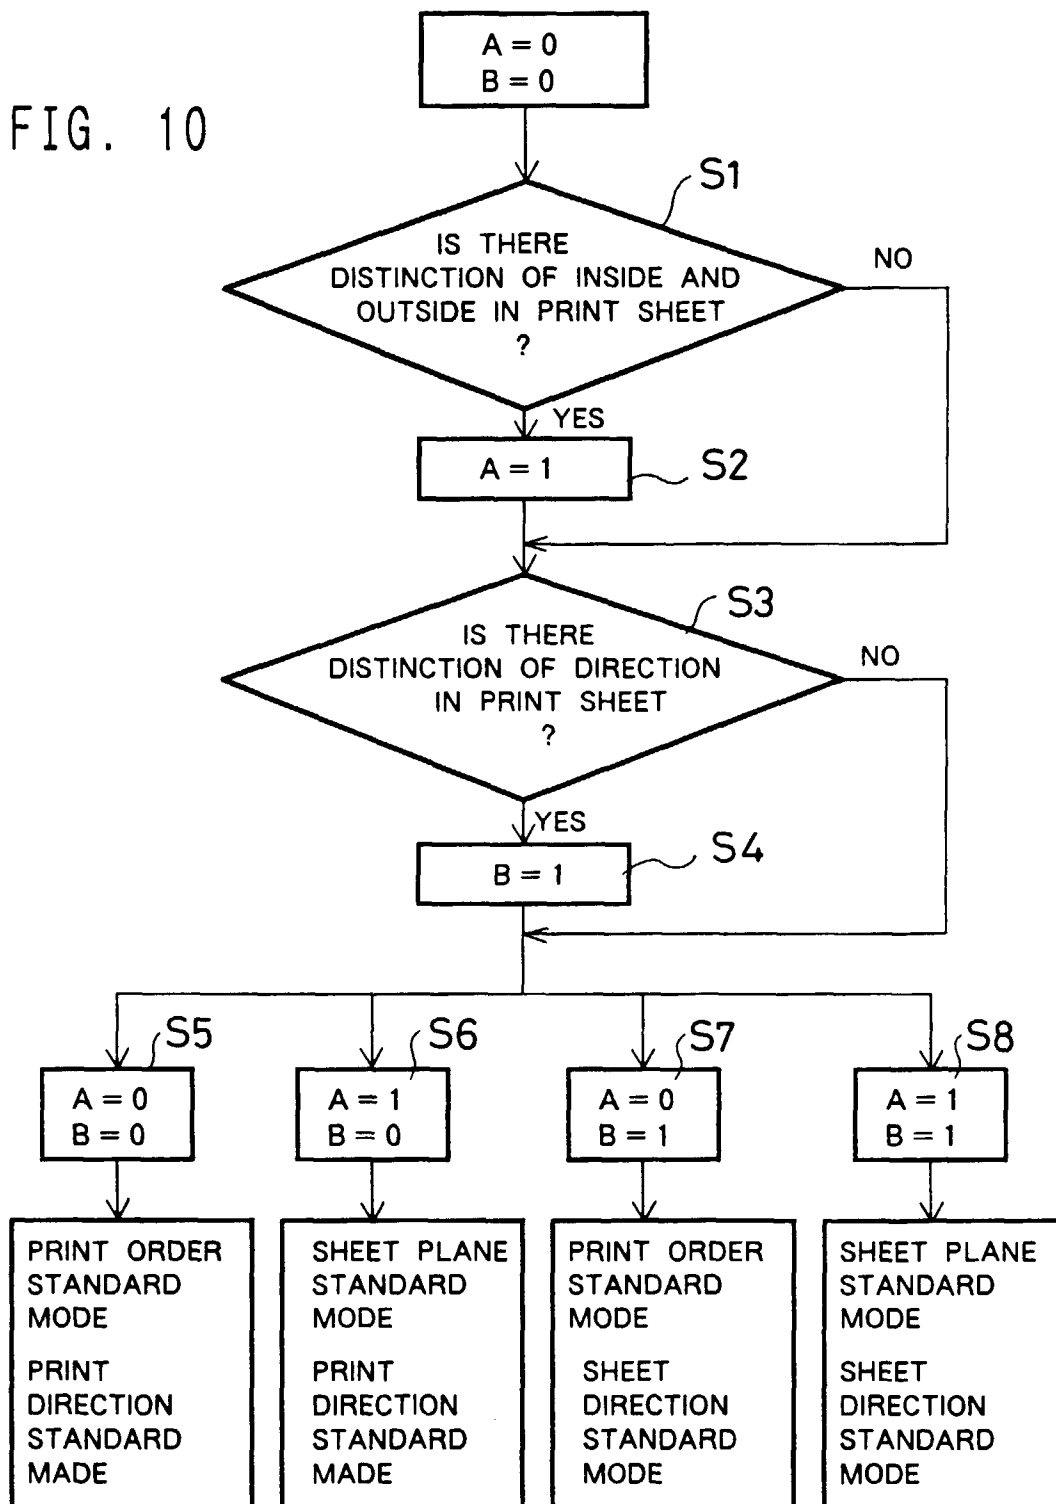 A = 0
B = 0
FIG. 10
S1
IS THERE
DISTINCTION OF INSIDE AND
OUTSIDE IN PRINT SHEET
?
NO
YES
A = 1
S2
S3
IS THERE
DISTINCTION OF DIRECTION
IN PRINT SHEET
?
NO
YES
B = 1
S4
S5
A = 0
B = 0
S6
A = 1
B = 0
S7
A = 0
B = 1
S8
A = 1
B = 1
PRINT ORDER
STANDARD
MODE
PRINT
DIRECTION
STANDARD
MADE
SHEET PLANE
STANDARD
MODE
PRINT
DIRECTION
STANDARD
MADE
PRINT ORDER
STANDARD
MODE
SHEET
DIRECTION
STANDARD
MODE
SHEET PLANE
STANDARD
MODE
SHEET
DIRECTION
STANDARD
MODE